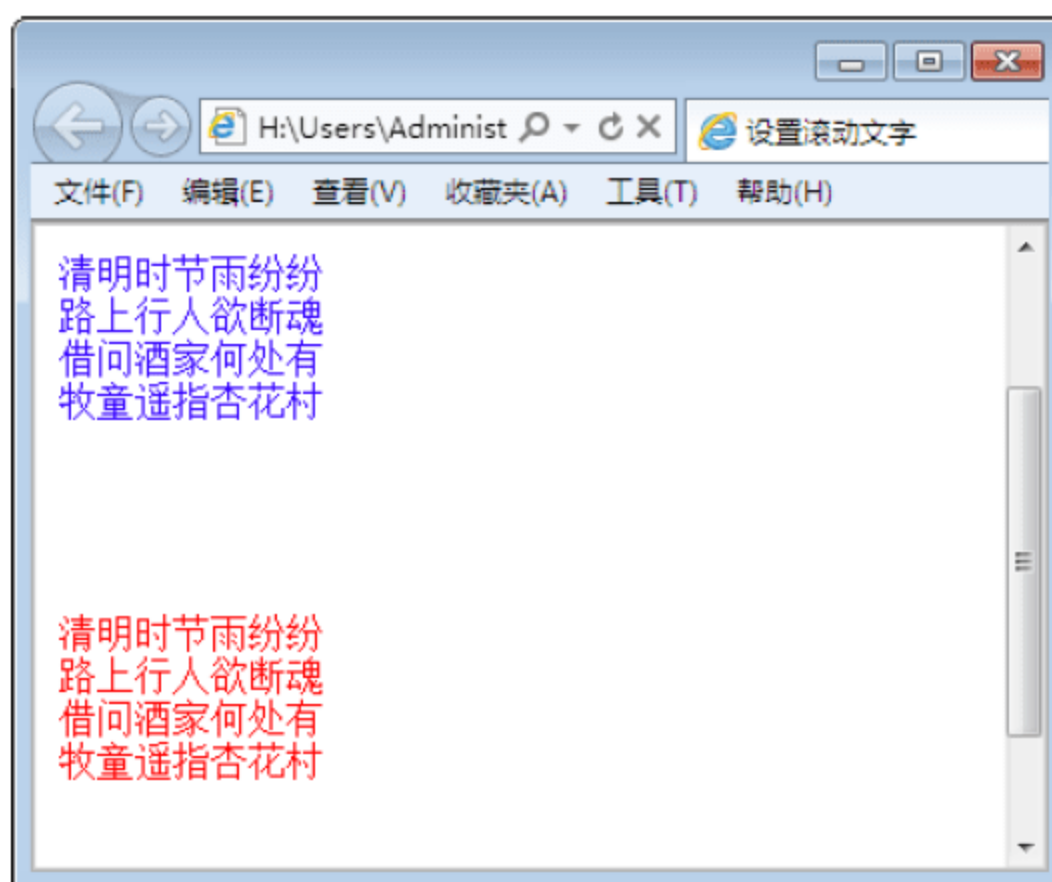 H:\Users\Administ
设置滚动文字
文件(F) 编辑(E) 查看(V) 收藏夹(A) 工具(T) 帮助(H)
清明时节雨纷纷
路上行人欲断魂
借问酒家何处有
牧童遥指杏花村
清明时节雨纷纷
路上行人欲断魂
借问酒家何处有
牧童遥指杏花村